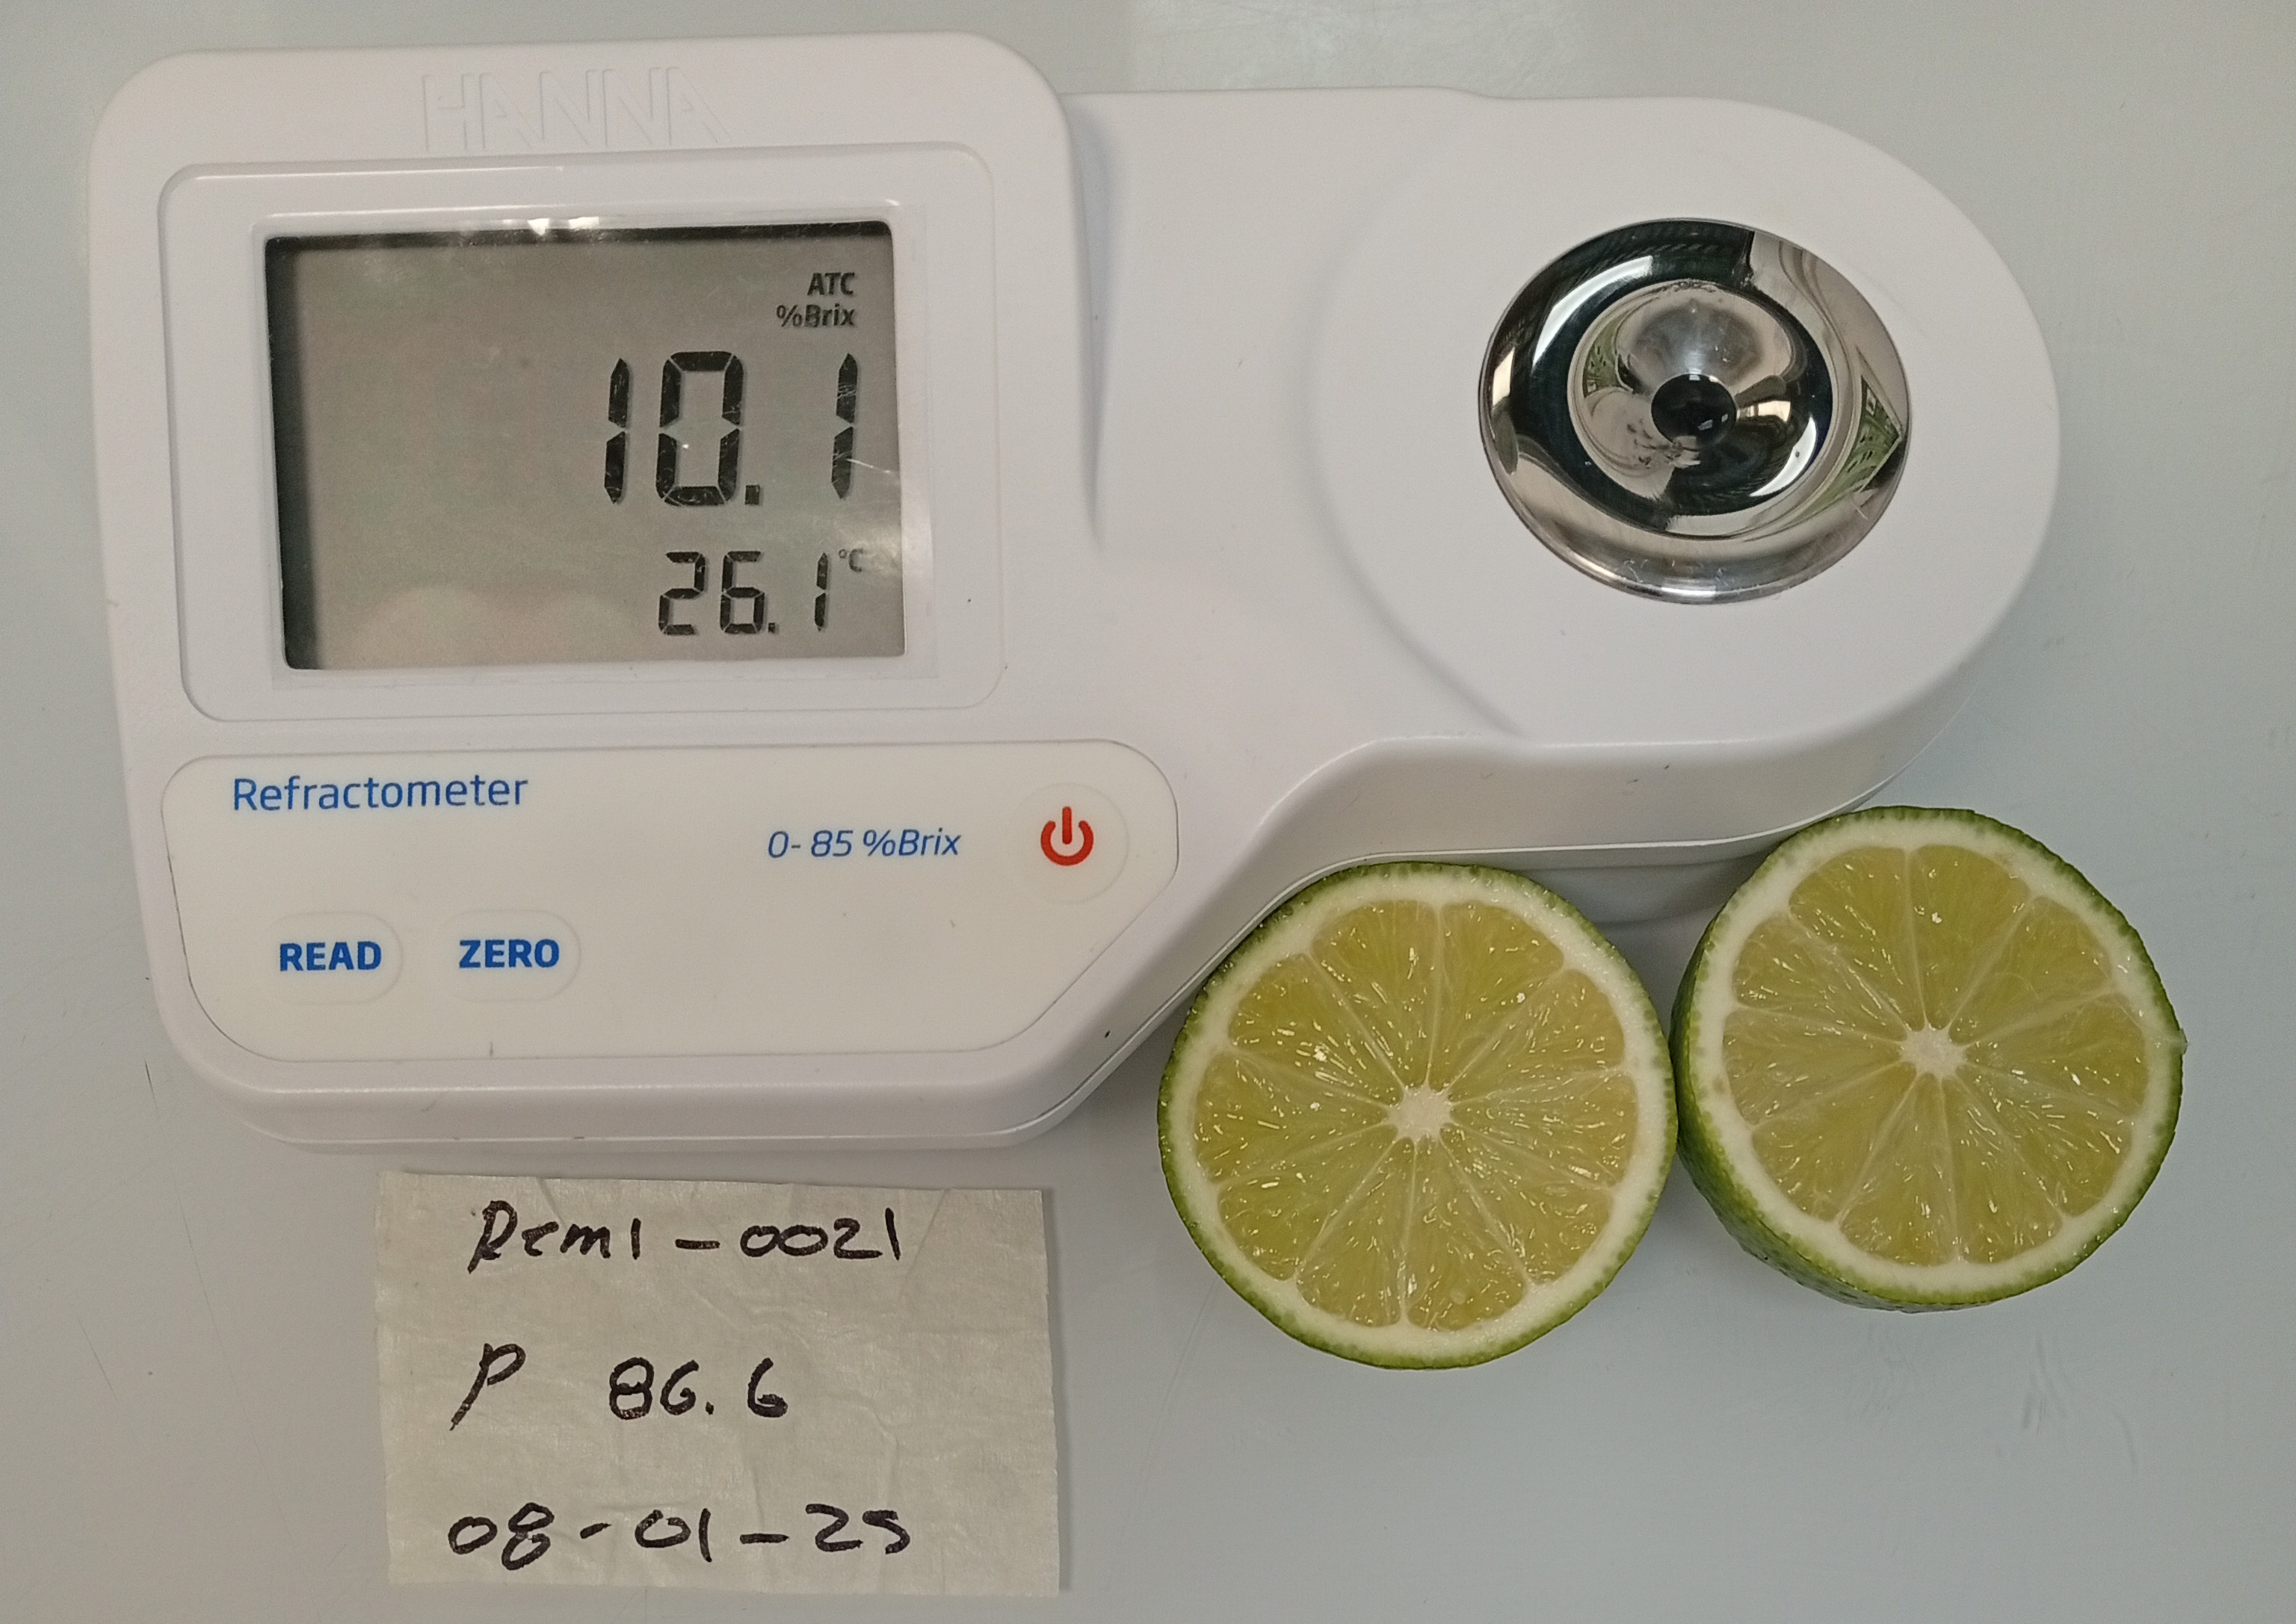 HANNA
ATC
%Brix
10.1
26.1°C
Refractometer
0-85 %Brix
READ ZERO
Rem1-0021
P 86.6
08-01-25